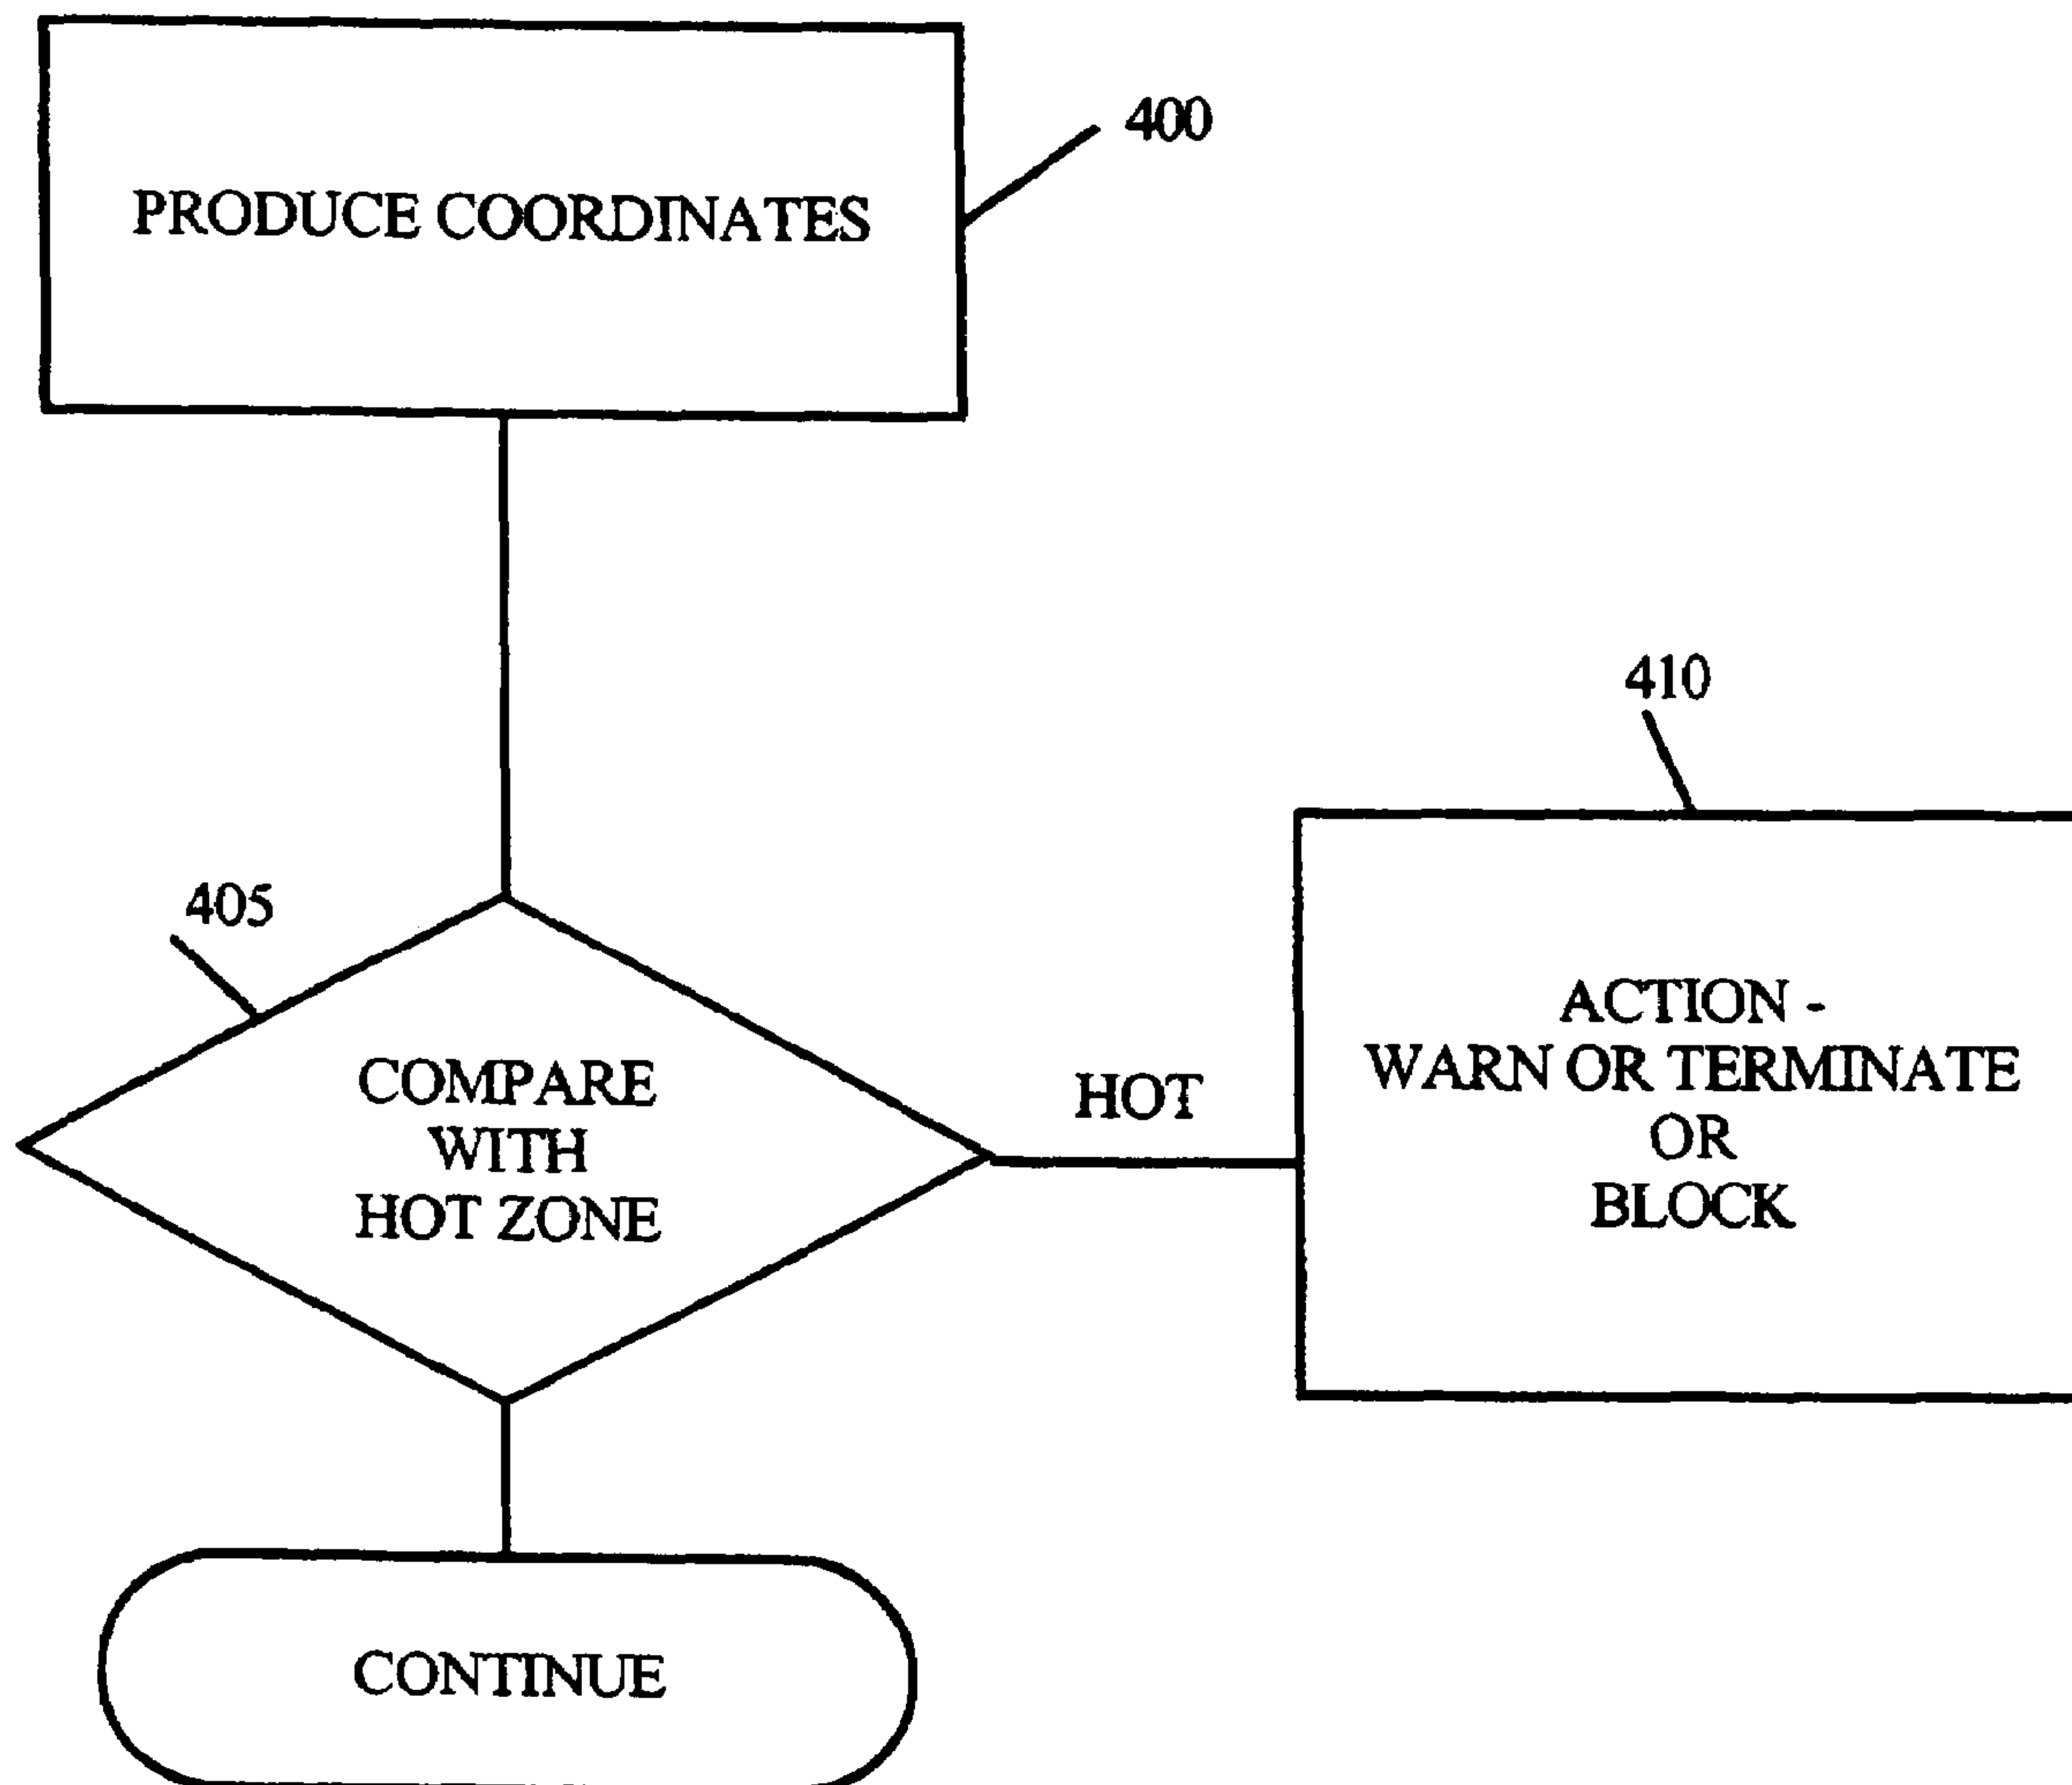 400
PRODUCE COORDINATES
410
405
COMPARE
WITH
HOT ZONE
HOT
ACTION -
WARN OR TERMINATE
OR
BLOCK
CONTINUE